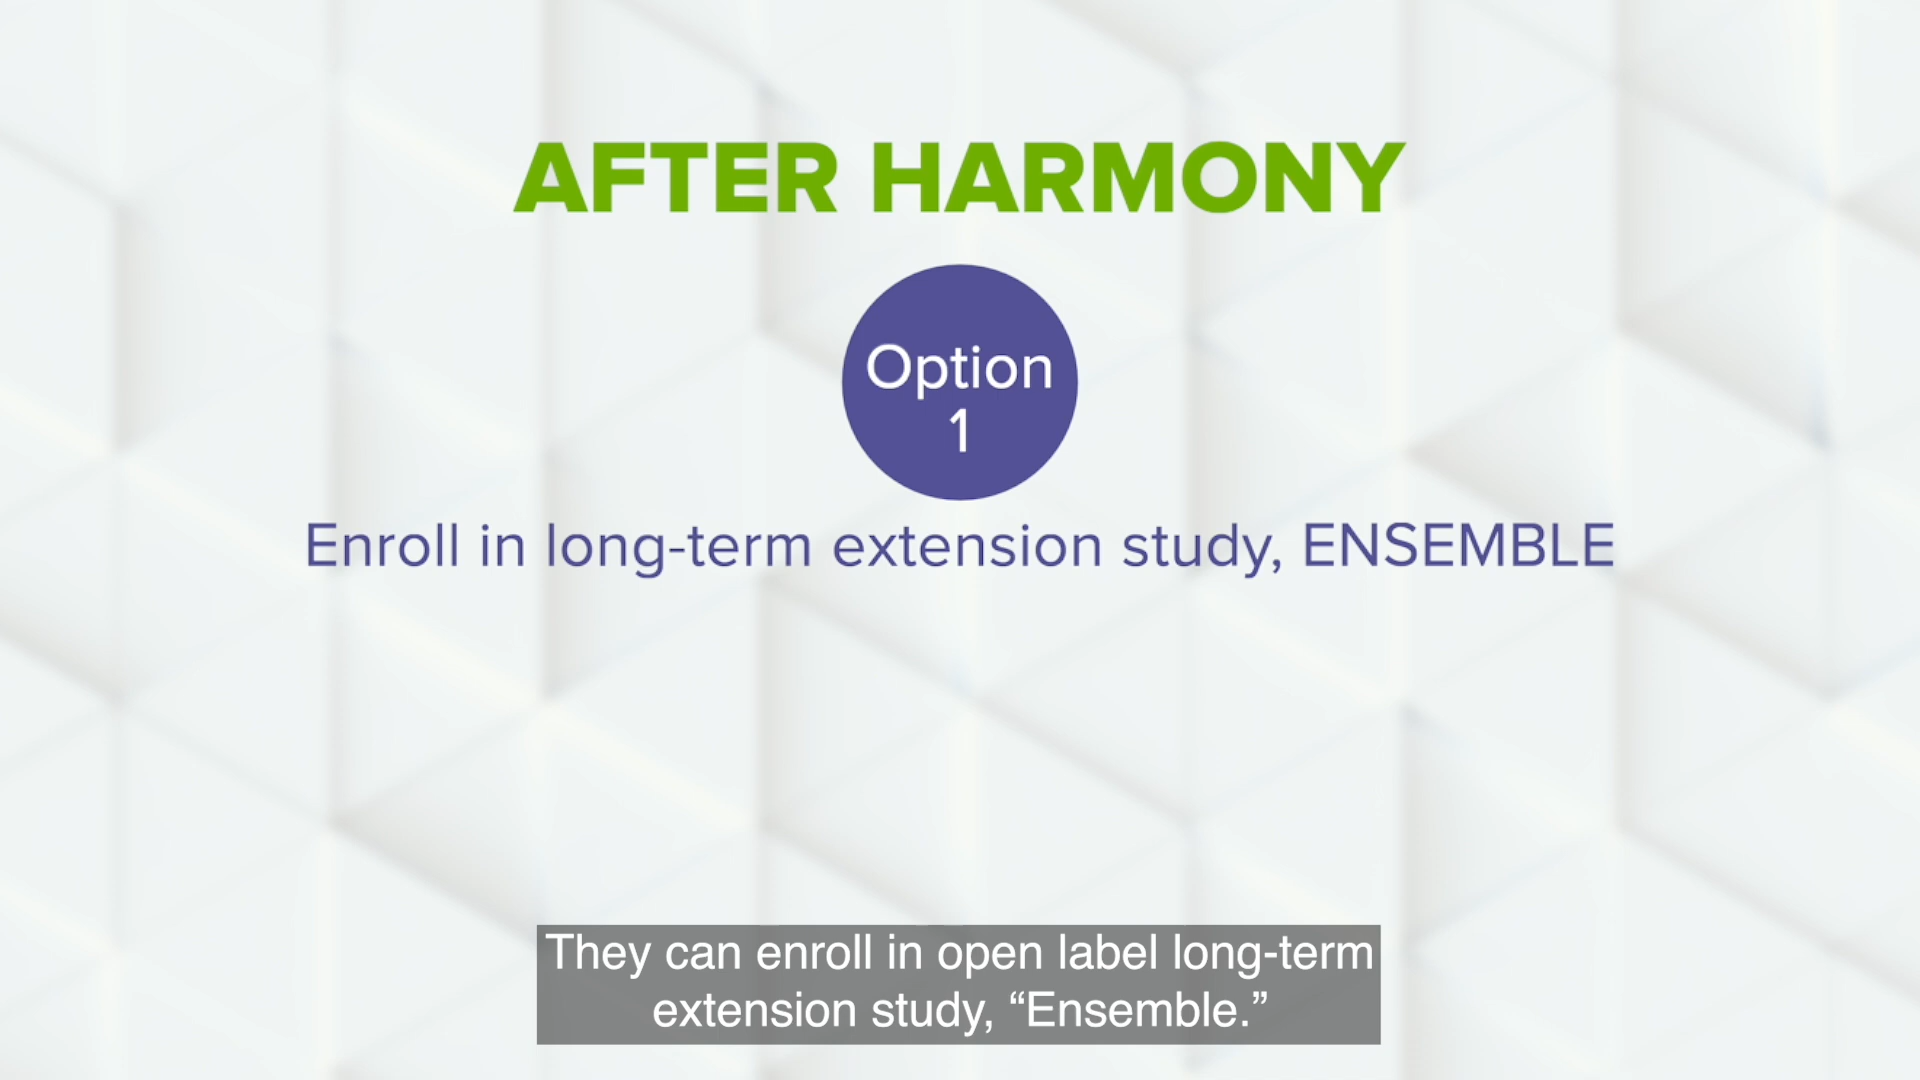 AFTER HARMONY
Option
1
Enroll in long-term extension study, ENSEMBLE
They can enroll in open label long-term
extension study, “Ensemble.”